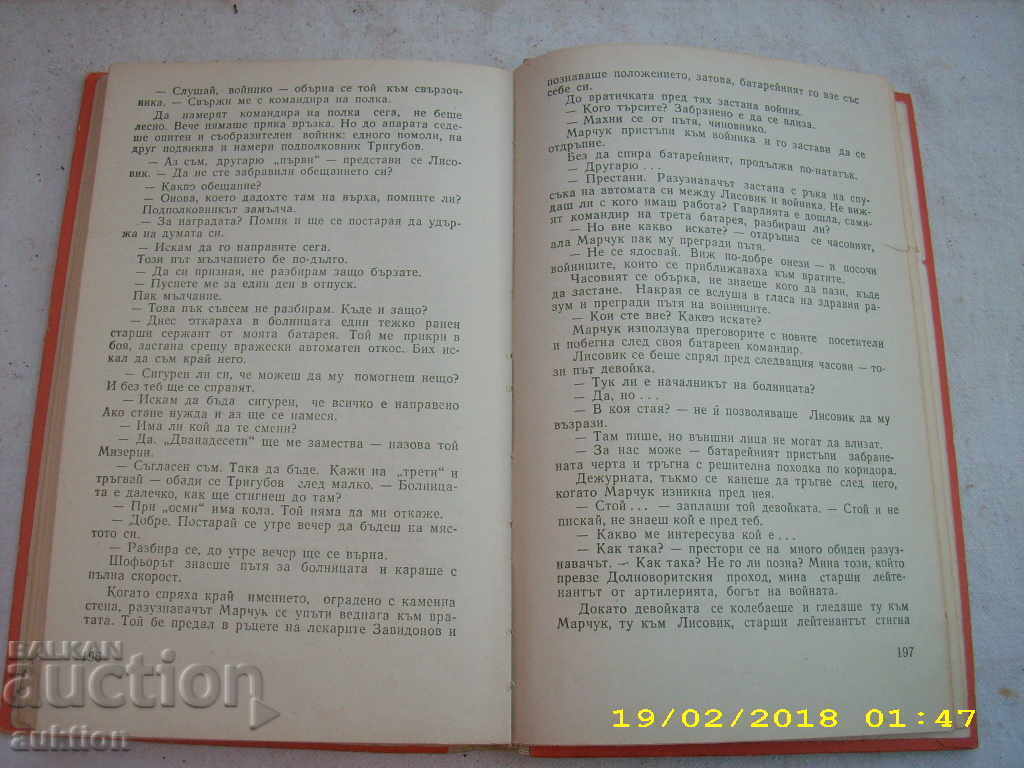 — Слушай, войнико — обърна се той към свързоч-
ника. — Свържи ме с командира на полка.
Да намерят командира на полка сега, не беше
лесно. Вече нямаше пряка връзка. Но до апарата седе-
ше опитен и съобразителен войник: едного помоли, на
друг подвикна и намери подполковник Тригубов.
— Аз съм, другарю „първи“ — представи се Лисо-
вик. — Да не сте забравили обещанието си?
— Какво обещание?
— Онова, което дадохте там на върха, помните ли?
Подполковникът замълча.
— За наградата? Помня и ще се постарая да удър-
жа на думата си.
— Искам да го направите сега.
Този път мълчанието бе по-дълго.
— Да си призная, не разбирам защо бързате.
— Пуснете ме за един ден в отпуск.
Пак мълчание.
— Това пък съвсем не разбирам. Къде и защо?
— Днес откараха в болницата един тежко ранен
старши сержант от моята батарея. Той ме прикри в
боя, застана срещу вражески автоматен откос. Бих ис-
кал да съм край него.
— Сигурен ли си, че можеш да му помогнеш нещо?
И без теб ще се справят.
— Искам да бъда сигурен, че всичко е направено
Ако стане нужда и аз ще се намеся.
— Има ли кой да те смени?
— Да. „Дванадесети“ ще ме замества — назова той
Мизерни.
— Съгласен съм. Така да бъде. Кажи на „трети“ и
тръгвай — обади се Тригубов след малко. — Болница-
та е далечко, как ще стигнеш до там?
— При „осми“ има кола. Той няма да ми откаже.
— Добре. Постарай се утре вечер да бъдеш на мяс-
тото си.
— Разбира се, до утре вечер ще се върна.
Шофьорът знаеше пътя за болницата и караше с
пълна скорост.
Когато спряха край имението, оградено с каменна
стена, разузнавачът Марчук се упъти веднага към вра-
тата. Той бе предал в ръцете на лекарите Завидонов и
познаваше положението, затова, батарейният го взе със
себе си.
До вратичката пред тях застана войник.
— Кого търсите? Забранено е да се влиза.
— Махни се от пътя, чиновнико.
Марчук пристъпи към войника и го застави да се
отдръпне.
Без да спира батарейният, продължи по-нататък.
— Другарю . . .
— Престани. Разузнавачът застана с ръка на спу-
съка на автомата си между Лисовик и войника. Не виж-
даш ли с кого имаш работа? Гвардията е дошла, сами-
ят командир на трета батарея, разбираш ли?
— Но вие какво искате? — отдръпна се часовият,
ала Марчук пак му прегради пътя.
— Не се ядосвай. Виж по-добре онези — и посочи
войниците, които се приближаваха към вратите.
Часовият се обърка, не знаеше кого да пази, къде
да застане. Накрая се вслуша в гласа на здравия ра-
зум и прегради пътя на войниците.
— Кои сте вие? Какво искате?
Марчук използува преговорите с новите посетители
и побегна след своя батареен командир.
Лисовик се беше спрял пред следващия часови — то-
зи път девойка.
— Тук ли е началникът на болницата?
— Да, но . . .
— В коя стая? — не ѝ позволяваше Лисовик да му
възрази.
— Там пише, но външни лица не могат да влизат.
— За нас може — батарейният пристъпи забране-
ната черта и тръгна с решителна походка по коридора.
Дежурната, тъкмо се канеше да тръгне след него,
когато Марчук изникна пред нея.
— Стой . . . — заплаши той девойката. — Стой и не
пискай, не знаеш кой е пред теб.
— Какво ме интересува кой е . . .
— Как така? — престори се на много обиден разуз-
навачът. — Как така? Не го ли позна? Мина този, който
превзе Долноворитския проход, мина старши лейте-
нантът от артилерията, богът на войната.
Докато девойката се колебаеше и гледаше ту към
Марчук, ту към Лисовик, старши лейтенантът стигна
197
BALKAN
auction
auktion
19/02/2018 01:47